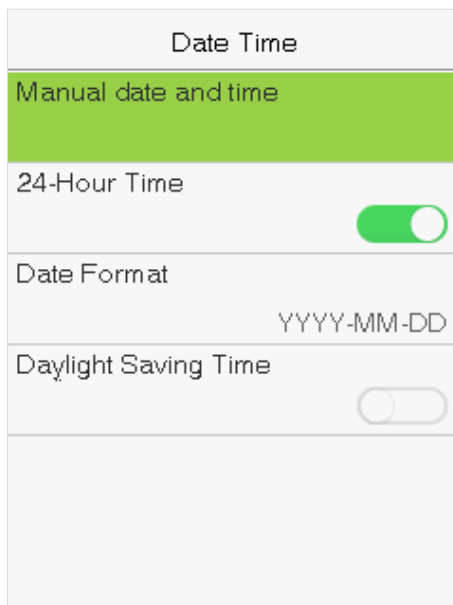 Date Time
Manual date and time
24-Hour Time
Date Format
YYYY-MM-DD
Daylight Saving Time